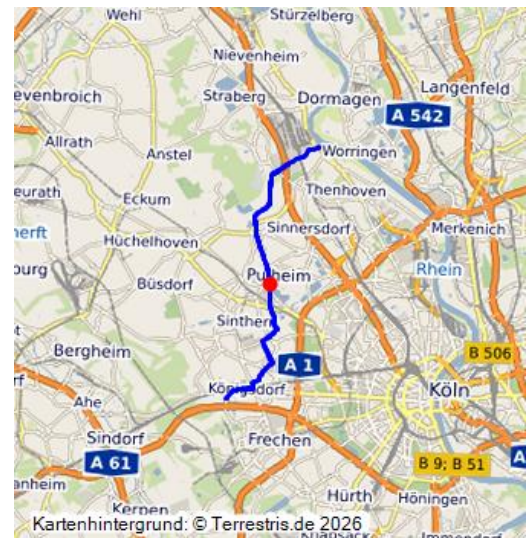 Wehl
Stürzelberg
Nievenheim
Langenfeld
evenbroich
Straberg
Dormagen
A 542
Allrath
Anstel
Worringen
Thenhoven
eurath
Eckum
Sinnersdorf
Merkenich
herft
Hüchelhoven
Rhein
burg
Büsdorf
Pulheim
Sinthern
Bergheim
A 1
B 506
Königsdorf
Köln
Ahe
Sindorf
Frechen
A 61
B 9; B 51
A
anheim
Hürth
Höningen
Kerpen
Knapsack
Kartenhintergrund: © Terrestris.de 2026